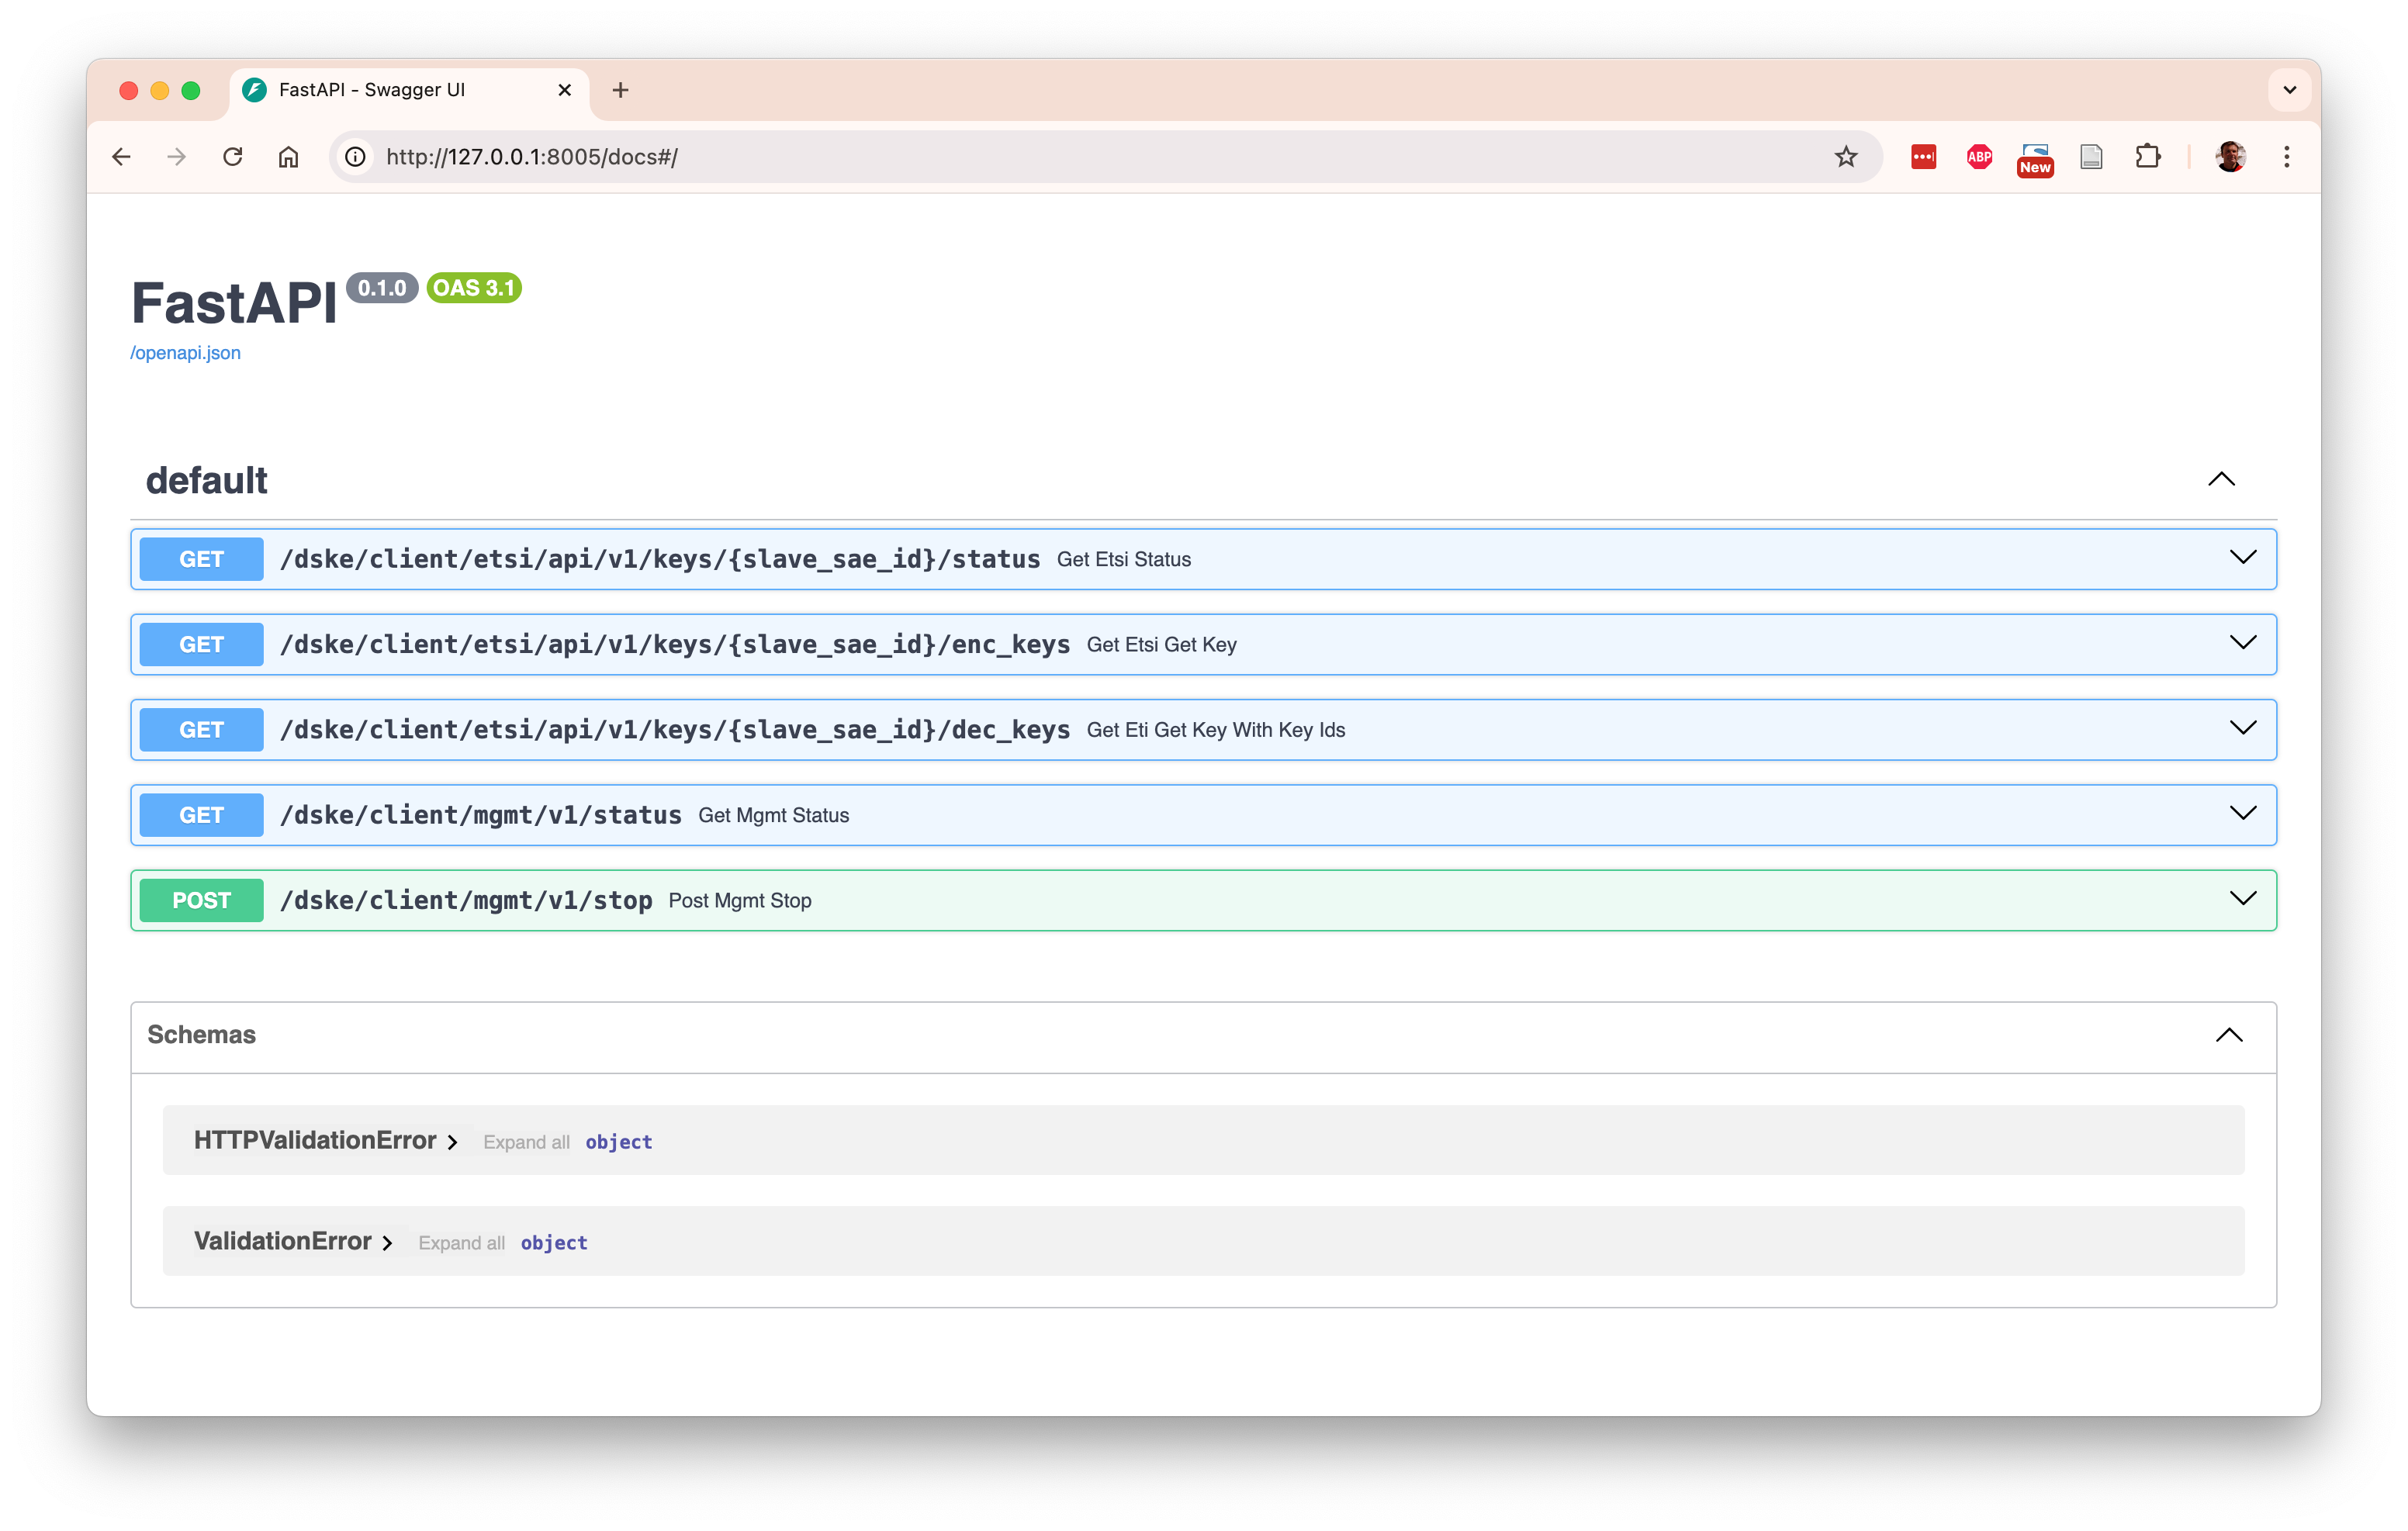 FastAPI - Swagger UI
http://127.0.0.1:8005/docs#/
ABP
New
FastAPI 0.1.0 OAS 3.1
/openapi.json
default
GET /dske/client/etsi/api/v1/keys/{slave_sae_id}/status Get Etsi Status
GET /dske/client/etsi/api/v1/keys/{slave_sae_id}/enc_keys Get Etsi Get Key
GET /dske/client/etsi/api/v1/keys/{slave_sae_id}/dec_keys Get Eti Get Key With Key Ids
GET /dske/client/mgmt/v1/status Get Mgmt Status
POST /dske/client/mgmt/v1/stop Post Mgmt Stop
Schemas
HTTPValidationError Expand all object
ValidationError Expand all object